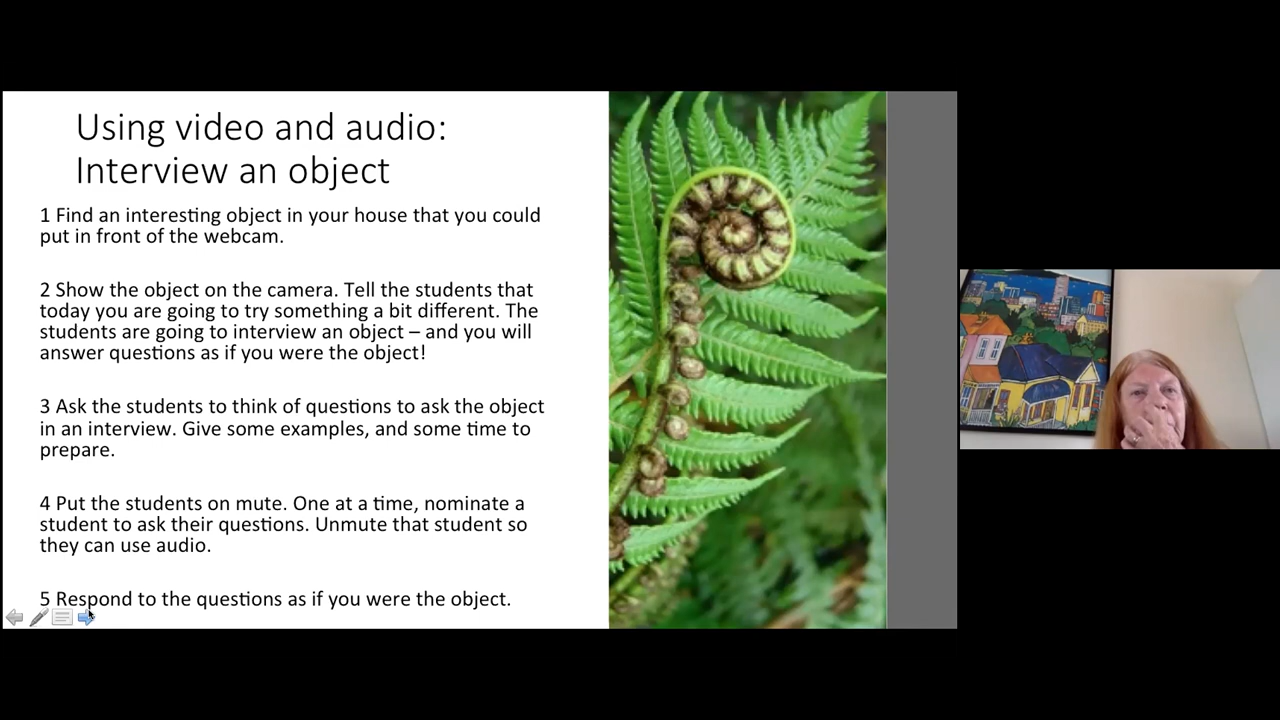 Using video and audio:
Interview an object
1 Find an interesting object in your house that you could
put in front of the webcam.
2 Show the object on the camera. Tell the students that
today you are going to try something a bit different. The
students are going to interview an object – and you will
answer questions as if you were the object!
3 Ask the students to think of questions to ask the object
in an interview. Give some examples, and some time to
prepare.
4 Put the students on mute. One at a time, nominate a
student to ask their questions. Unmute that student so
they can use audio.
5 Respond to the questions as if you were the object.